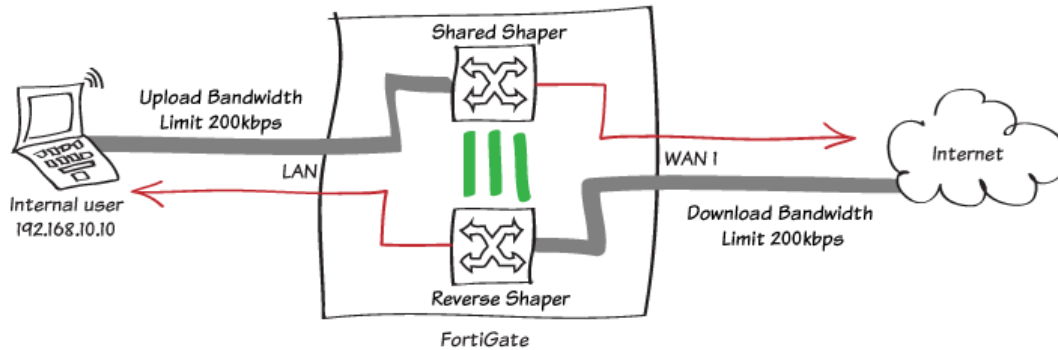 Shared Shaper
Upload Bandwidth
Limit 200kbps
LAN
WAN 1
Internet
Internal user
192.168.10.10
Download Bandwidth
Limit 200kbps
Reverse Shaper
FortiGate